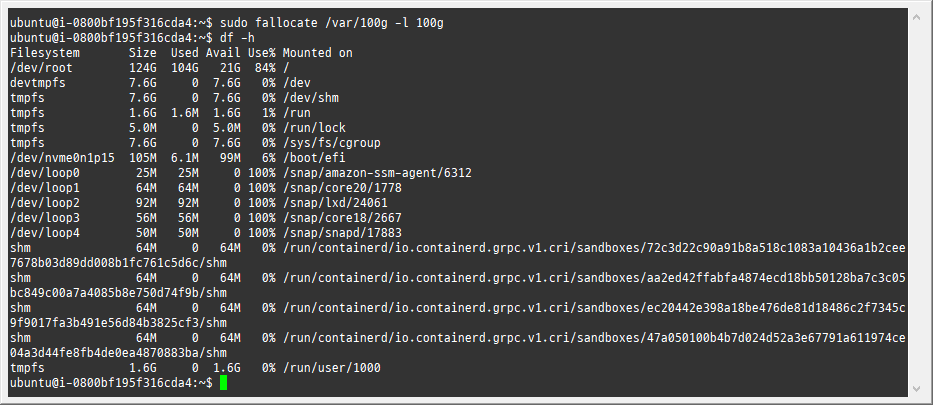 ubuntu@i-0800bf195f316cda4:~$ sudo fallocate /var/100g -l 100g
ubuntu@i-0800bf195f316cda4:~$ df -h
Filesystem       Size  Used Avail Use% Mounted on
/dev/root        124G  104G   21G  84% /
devtmpfs         7.6G     0  7.6G   0% /dev
tmpfs            7.6G     0  7.6G   0% /dev/shm
tmpfs            1.6G  1.6M  1.6G   1% /run
tmpfs            5.0M     0  5.0M   0% /run/lock
tmpfs            7.6G     0  7.6G   0% /sys/fs/cgroup
/dev/nvme0n1p15  105M  6.1M   99M   6% /boot/efi
/dev/loop0        25M   25M     0 100% /snap/amazon-ssm-agent/6312
/dev/loop1        64M   64M     0 100% /snap/core20/1778
/dev/loop2        92M   92M     0 100% /snap/lxd/24061
/dev/loop3        56M   56M     0 100% /snap/core18/2667
/dev/loop4        50M   50M     0 100% /snap/snapd/17883
shm               64M     0   64M   0% /run/containerd/io.containerd.grpc.v1.cri/sandboxes/72c3d22c90a91b8a518c1083a10436a1b2cee
7678b03d89dd008b1fc761c5d6c/shm
shm               64M     0   64M   0% /run/containerd/io.containerd.grpc.v1.cri/sandboxes/aa2ed42ffabfa4874ecd18bb50128ba7c3c05
bc849c00a7a4085b8e750d74f9b/shm
shm               64M     0   64M   0% /run/containerd/io.containerd.grpc.v1.cri/sandboxes/ec20442e398a18be476de81d18486c2f7345c
9f9017fa3b491e56d84b3825cf3/shm
shm               64M     0   64M   0% /run/containerd/io.containerd.grpc.v1.cri/sandboxes/47a050100b4b7d024d52a3e67791a611974ce
04a3d44fe8fb4de0ea4870883ba/shm
tmpfs            1.6G     0  1.6G   0% /run/user/1000
ubuntu@i-0800bf195f316cda4:~$